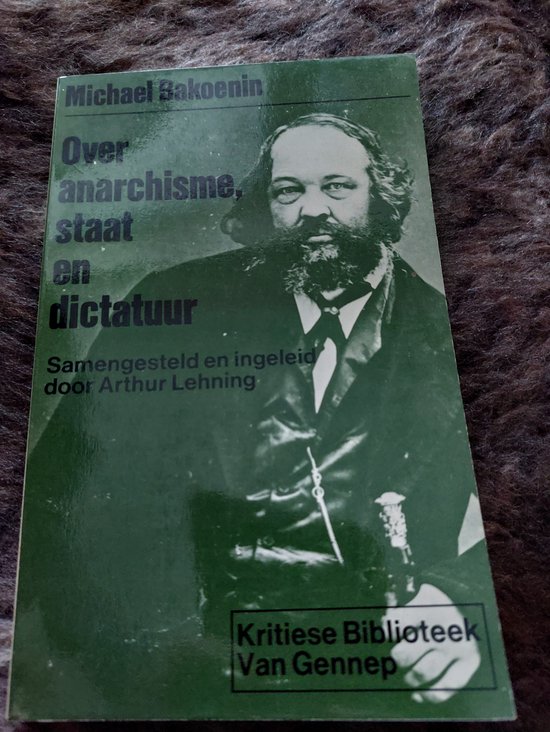 Michael Bakoenin
Over
anarchisme,
staat
en
dictatuur
Samengesteld en ingeleid
door Arthur Lehning
Kritiese Biblioteek
Van Gennep